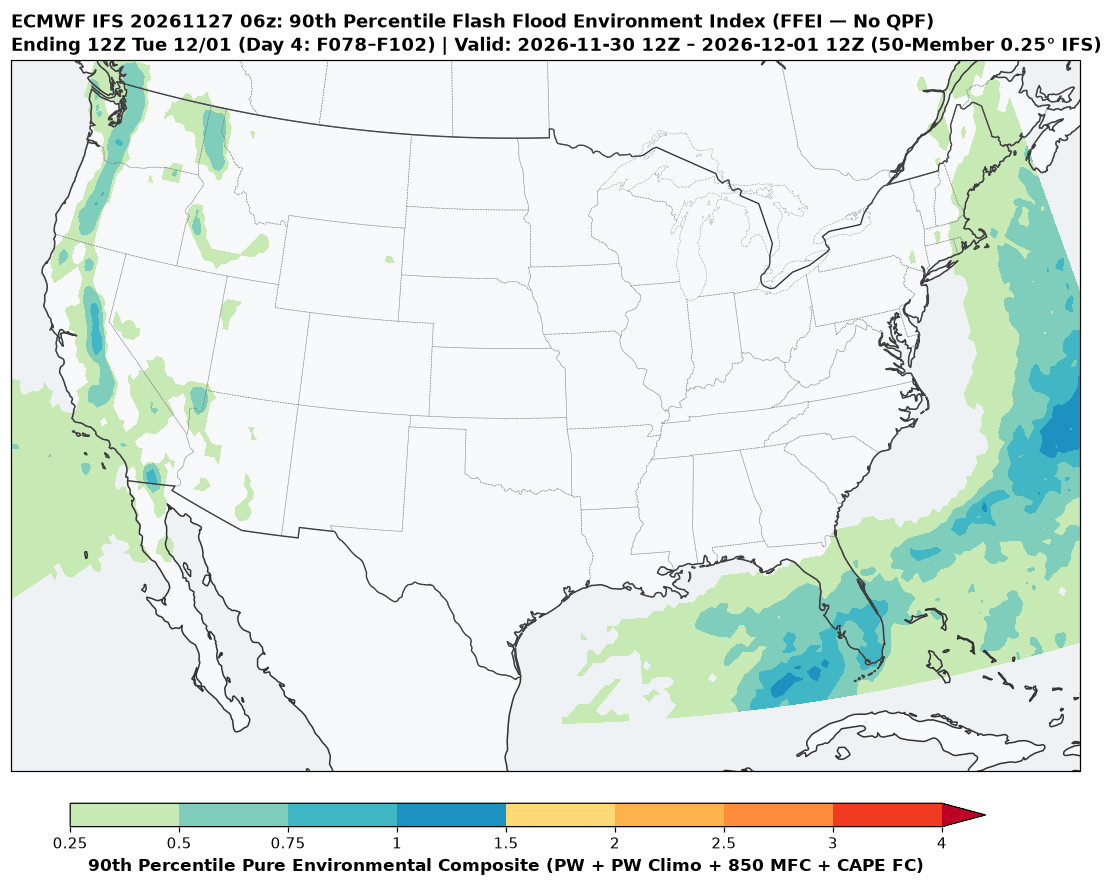 ECMWF IFS 20261127 06z: 90th Percentile Flash Flood Environment Index (FFEI — No QPF)
Ending 12Z Tue 12/01 (Day 4: F078–F102) | Valid: 2026-11-30 12Z – 2026-12-01 12Z (50-Member 0.25° IFS)
0.25 0.5 0.75 1 1.5 2 2.5 3 4
90th Percentile Pure Environmental Composite (PW + PW Climo + 850 MFC + CAPE FC)